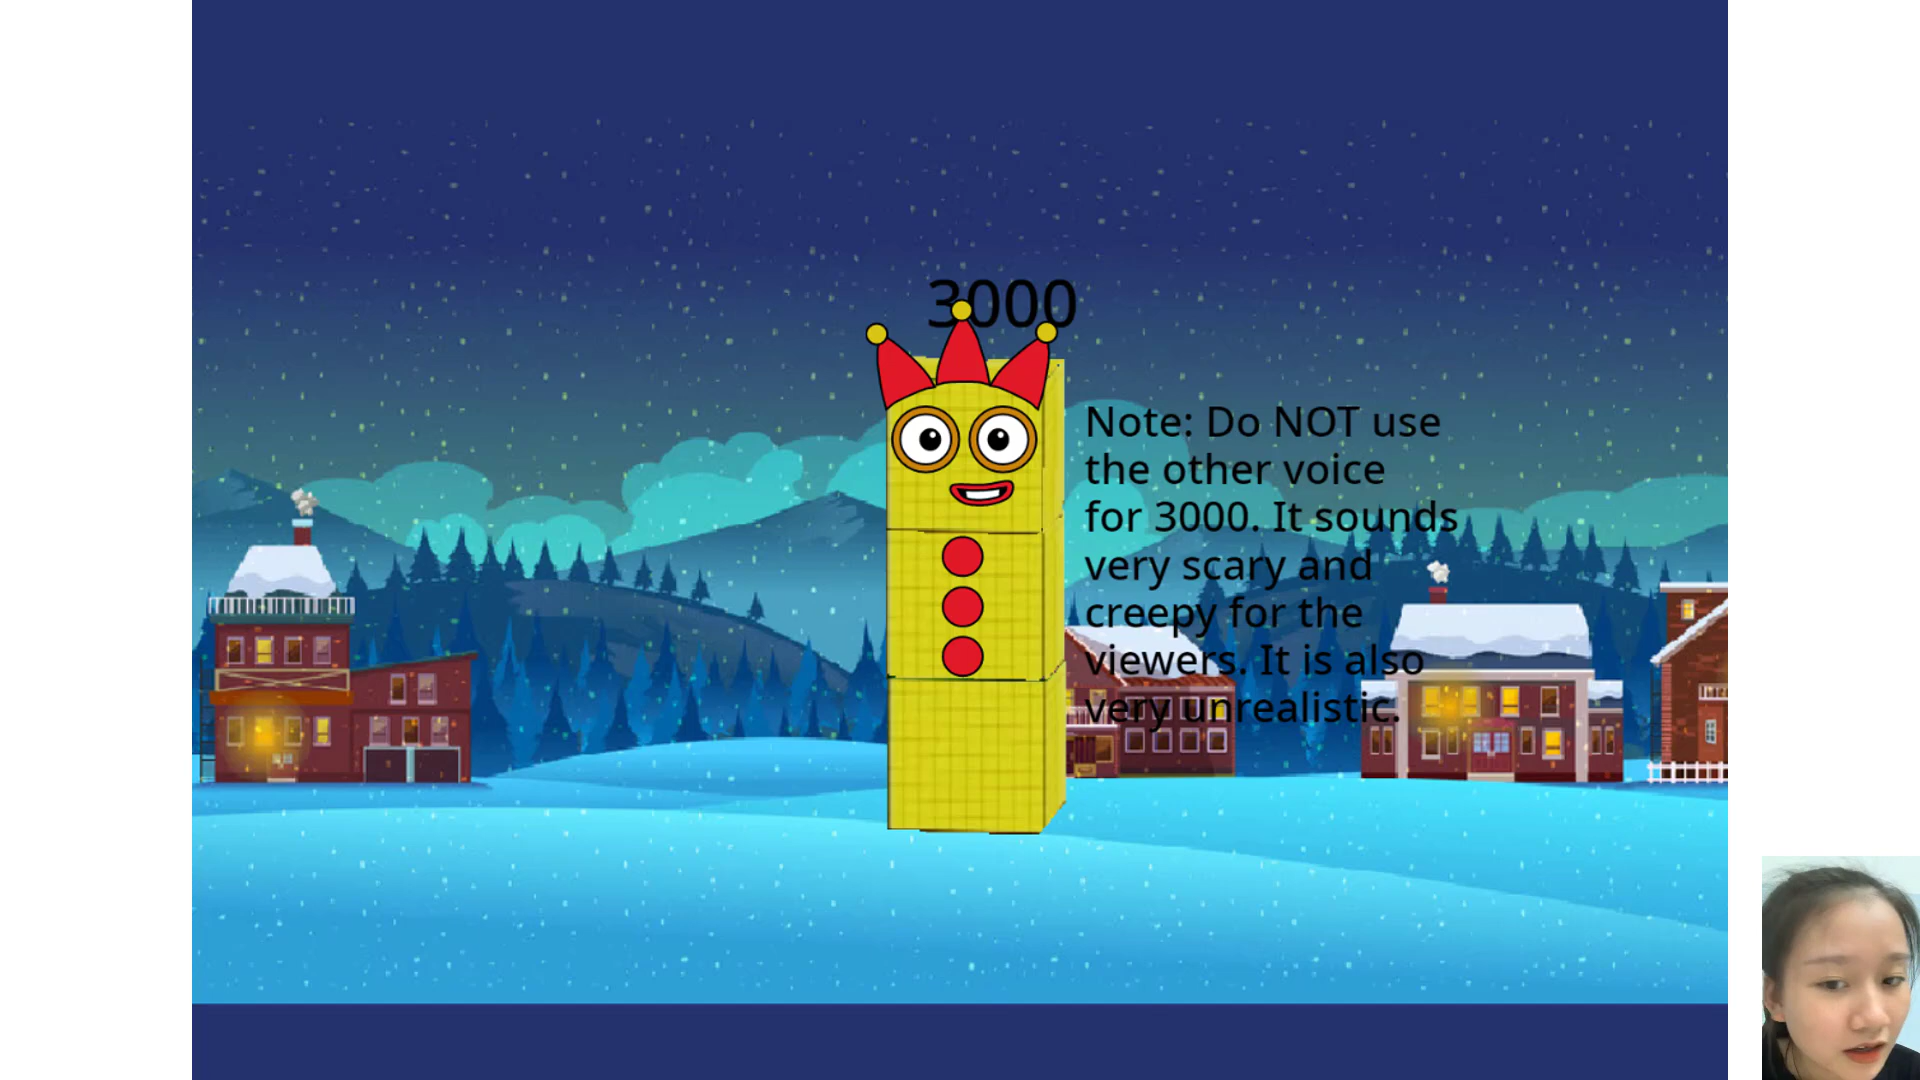 3000
Note: Do NOT use
the other voice
for 3000. It sounds
very scary and
creepy for the
viewers. It is also
very unrealistic.